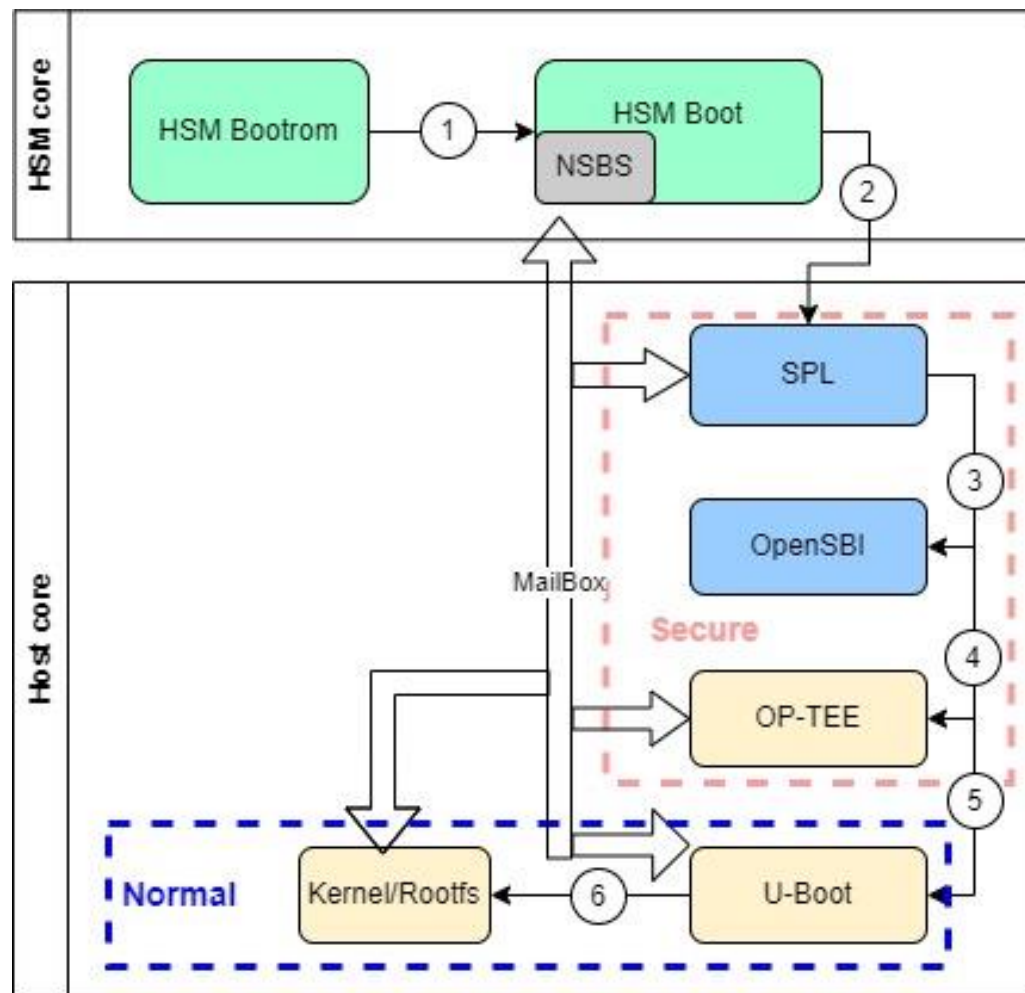 HSM core
HSM Bootrom
1
HSM Boot
NSBS
2
Host core
SPL
3
OpenSBI
MailBox
Secure
4
OP-TEE
5
Normal
Kernel/Rootfs
6
U-Boot